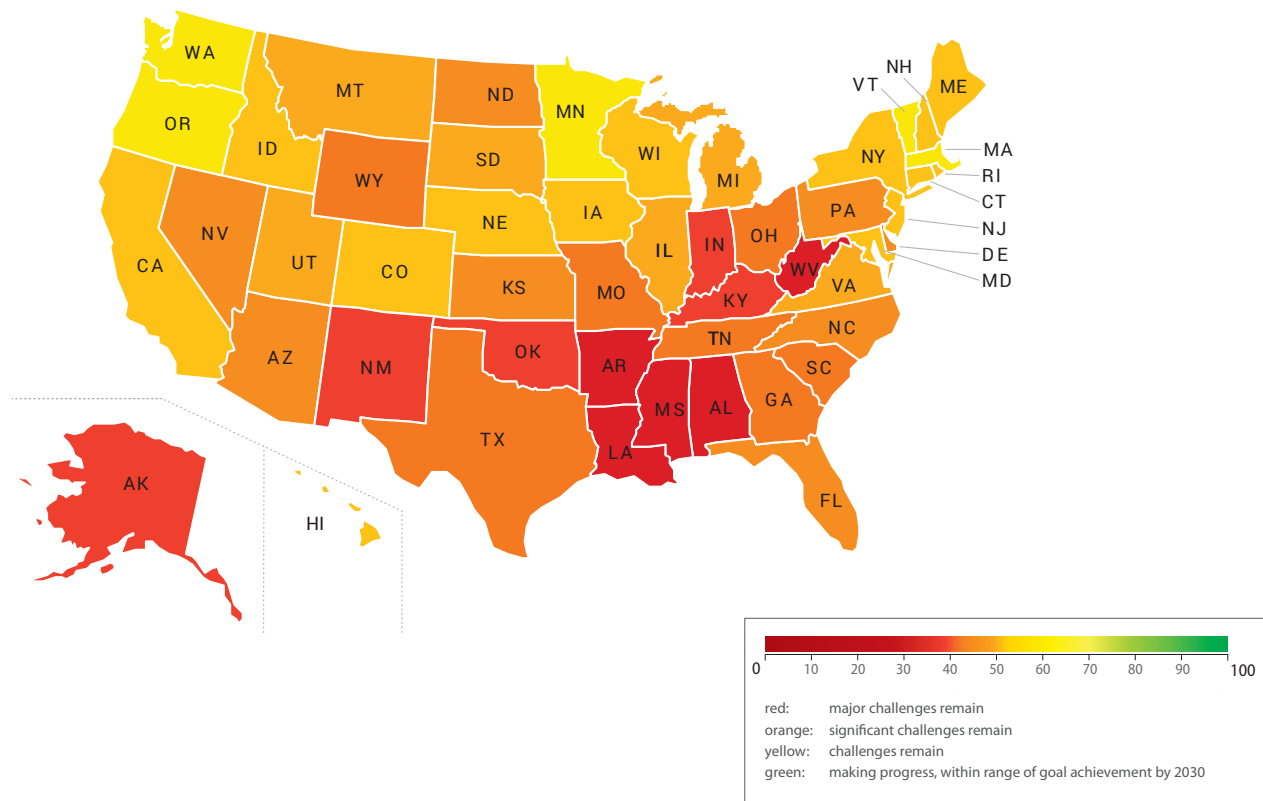 WA
MT
ND
MN
VT
NH
ME
OR
ID
WY
SD
WI
MI
NY
MA
RI
CT
NJ
DE
MD
NV
UT
CA
CO
NE
IA
IL
IN
OH
PA
WV
VA
KY
KS
MO
AZ
NM
OK
AR
TN
NC
SC
MS
AL
GA
TX
LA
FL
AK
HI
0 10 20 30 40 50 60 70 80 90 100
red: major challenges remain
orange: significant challenges remain
yellow: challenges remain
green: making progress, within range of goal achievement by 2030